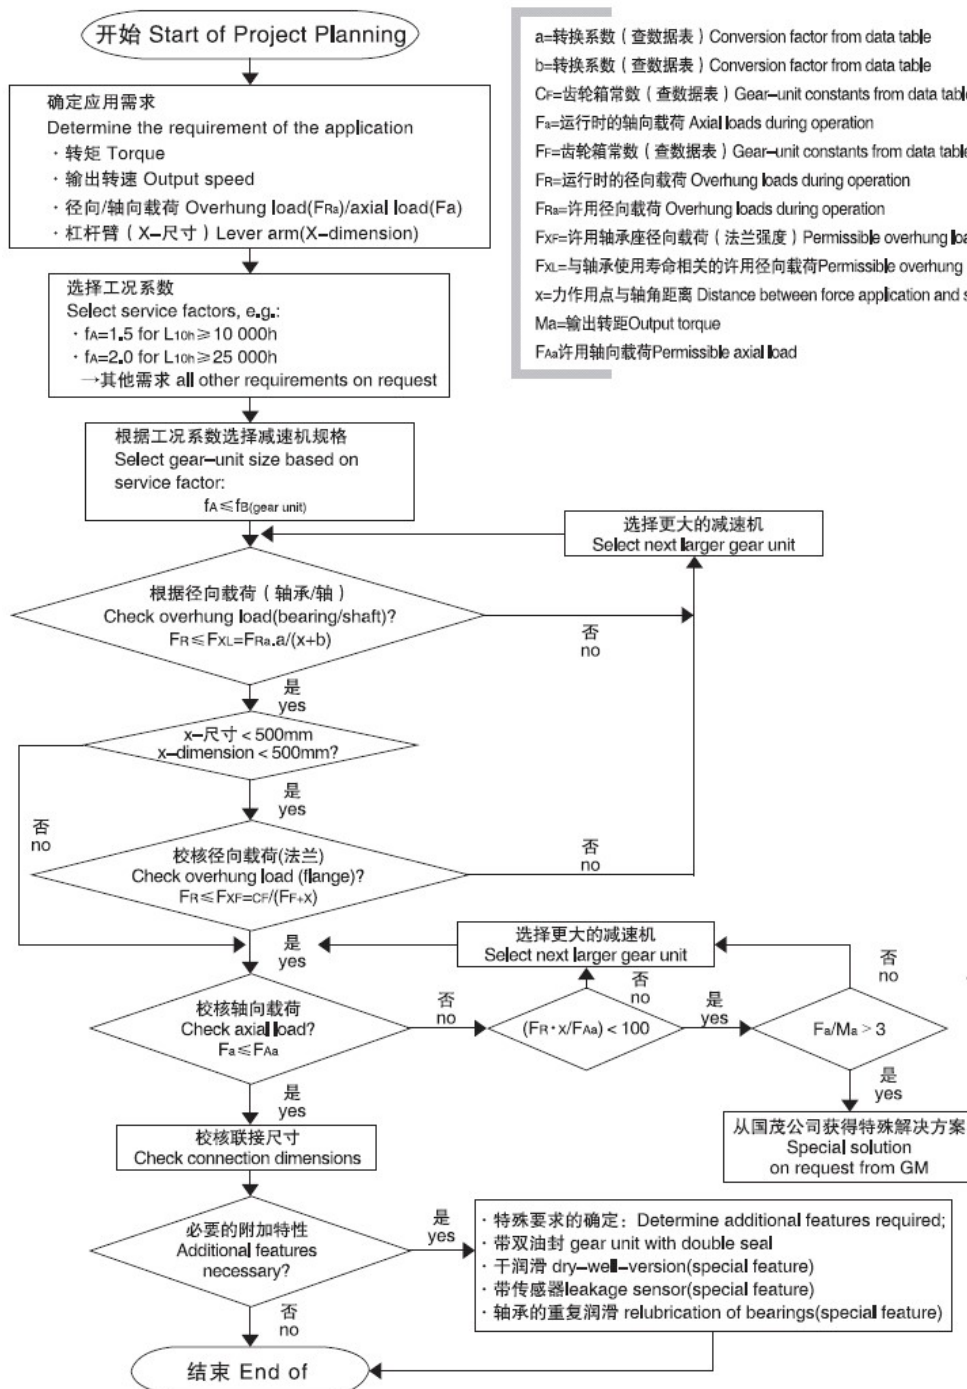 开始 Start of Project Planning
确定应用需求
Determine the requirement of the application
· 转矩 Torque
· 输出转速 Output speed
· 径向/轴向载荷 Overhung load(FRa)/axial load(Fa)
· 杠杆臂（X–尺寸）Lever arm(X–dimension)
a=转换系数（查数据表）Conversion factor from data table
b=转换系数（查数据表）Conversion factor from data table
CF=齿轮箱常数（查数据表）Gear–unit constants from data table
Fa=运行时的轴向载荷 Axial loads during operation
FF=齿轮箱常数（查数据表）Gear–unit constants from data table
FR=运行时的径向载荷 Overhung loads during operation
FRa=许用径向载荷 Overhung loads during operation
FXF=许用轴承座径向载荷（法兰强度）Permissible overhung loa
FXL=与轴承使用寿命相关的许用径向载荷Permissible overhung
x=力作用点与轴角距离 Distance between force application and s
Ma=输出转距Output torque
FAa许用轴向载荷Permissible axial load
选择工况系数
Select service factors, e.g.:
· fA=1.5 for L10h≥10 000h
· fA=2.0 for L10h≥25 000h
→其他需求 all other requirements on request
根据工况系数选择减速机规格
Select gear–unit size based on
service factor:
fA≤fB(gear unit)
选择更大的减速机
Select next larger gear unit
根据径向载荷（轴承/轴）
Check overhung load(bearing/shaft)?
FR≤FXL=FRa.a/(x+b)
否
no
是
yes
x–尺寸＜500mm
x–dimension＜500mm?
是
yes
否
no
校核径向载荷(法兰)
Check overhung load (flange)?
FR≤FXF=CF/(FF+X)
否
no
是
yes
选择更大的减速机
Select next larger gear unit
校核轴向载荷
Check axial load?
Fa≤FAa
否
no
(FR·x/FAa)＜100
否
no
是
yes
Fa/Ma＞3
否
no
是
yes
从国茂公司获得特殊解决方案
Special solution
on request from GM
是
yes
校核联接尺寸
Check connection dimensions
必要的附加特性
Additional features
necessary?
是
yes
· 特殊要求的确定：Determine additional features required;
· 带双油封 gear unit with double seal
· 干润滑 dry–well–version(special feature)
· 带传感器leakage sensor(special feature)
· 轴承的重复润滑 relubrication of bearings(special feature)
否
no
结束 End of